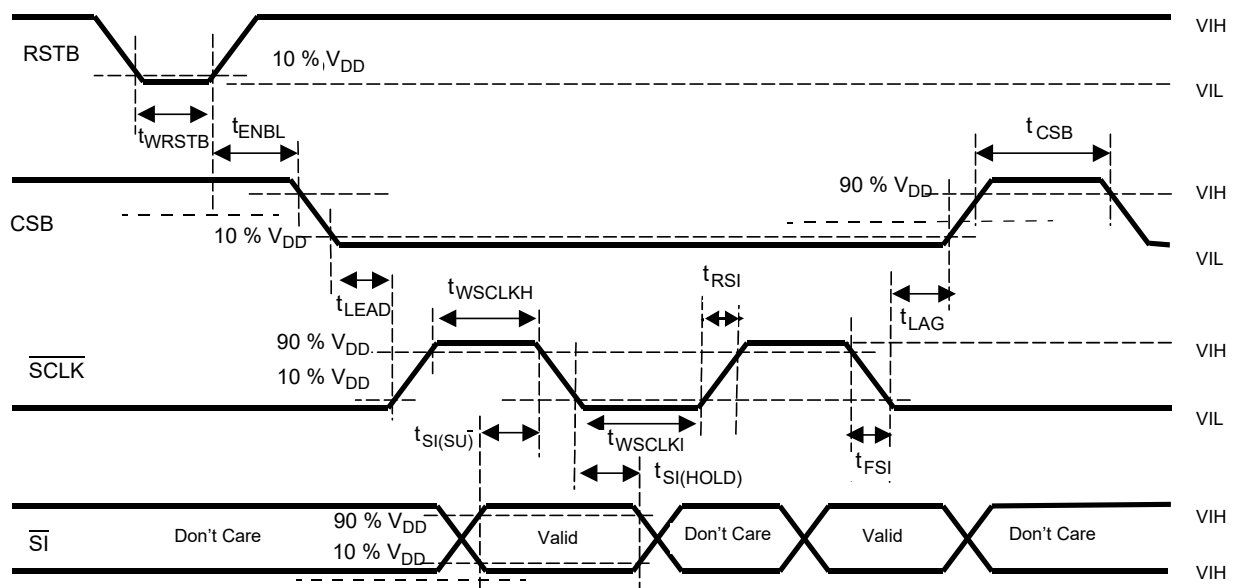 VIH
RSTB
10 % VDD
VIL
tWRSTB
tENBL
tCSB
90 % VDD
VIH
CSB
10 % VDD
VIL
tLEAD
tWSCLKH
tRSI
tLAG
90 % VDD
VIH
SCLK
10 % VDD
VIL
tSI(SU)
tWSCLKl
tSI(HOLD)
tFSI
VIH
SI
Don't Care
90 % VDD
Valid
Don't Care
Valid
Don't Care
10 % VDD
VIH